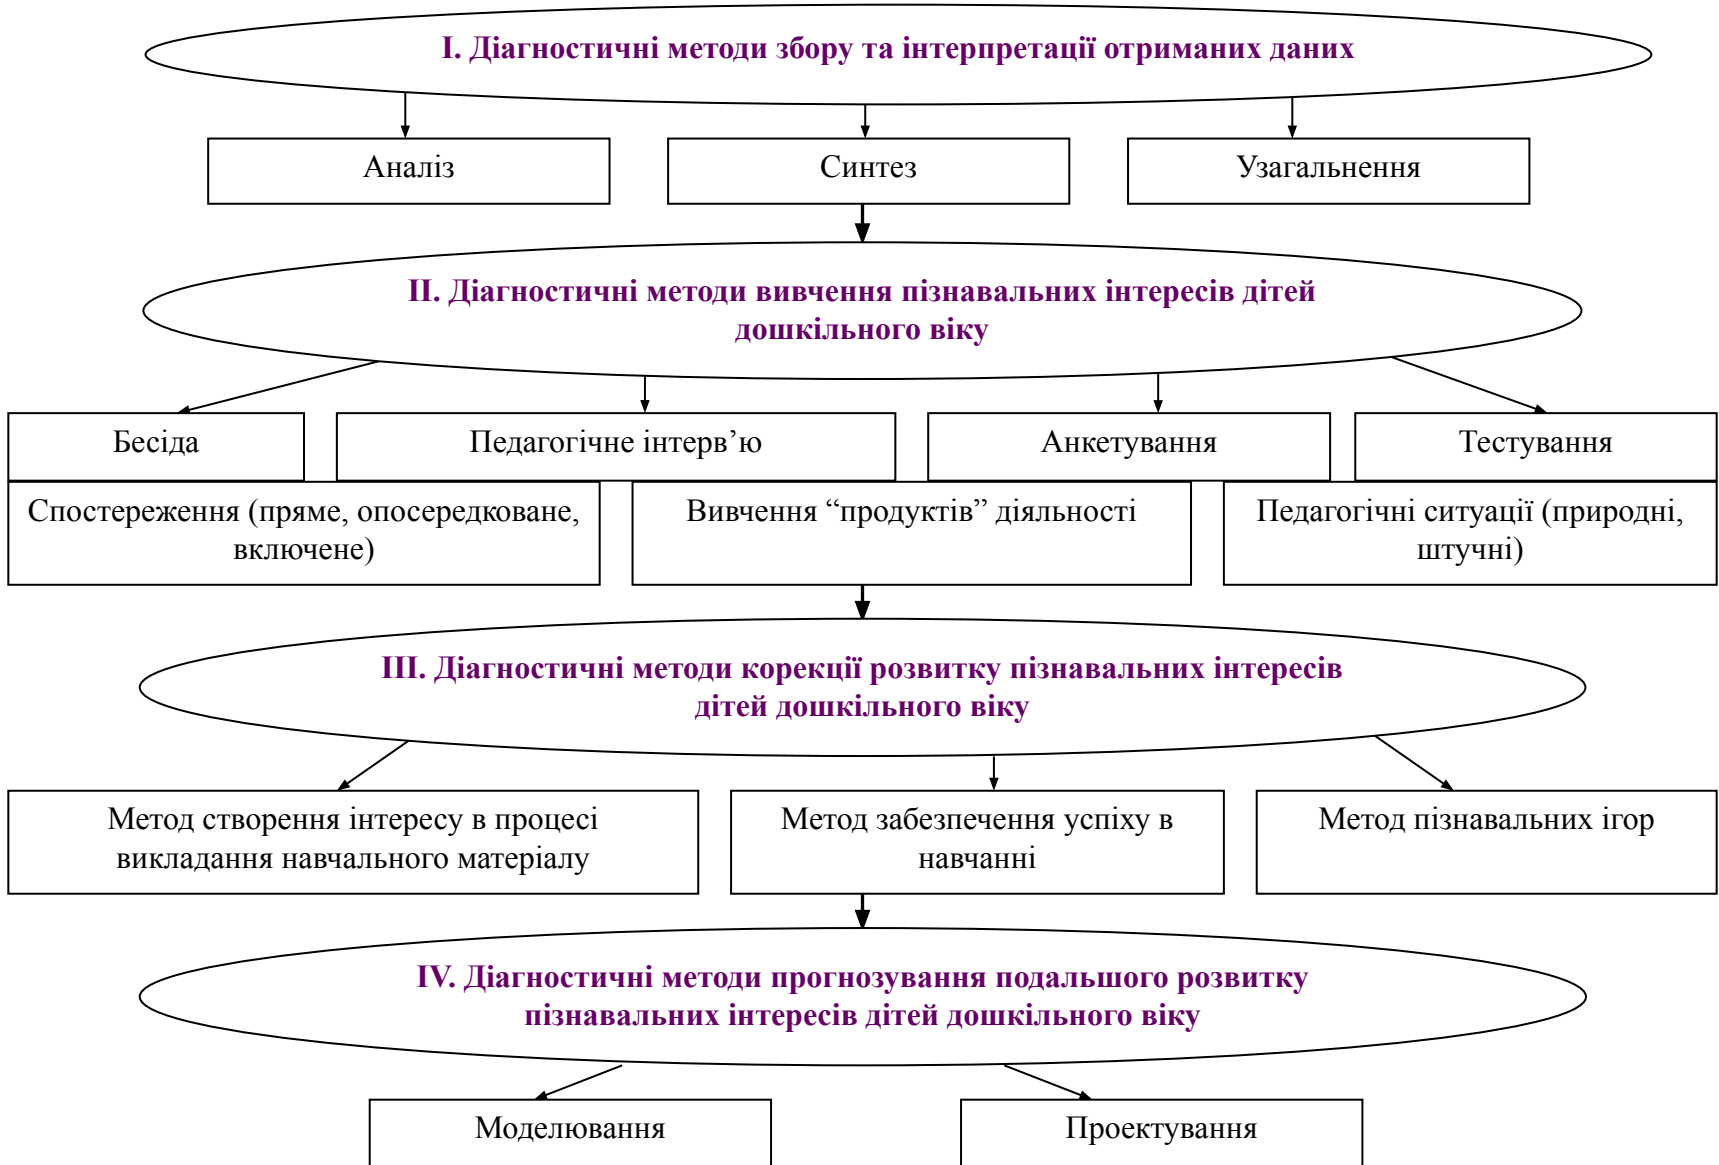 І. Діагностичні методи збору та інтерпретації отриманих даних
Аналіз
Синтез
Узагальнення
ІІ. Діагностичні методи вивчення пізнавальних інтересів дітей
дошкільного віку
Бесіда
Педагогічне інтерв’ю
Анкетування
Тестування
Спостереження (пряме, опосередковане,
включене)
Вивчення “продуктів” діяльності
Педагогічні ситуації (природні,
штучні)
ІІІ. Діагностичні методи корекції розвитку пізнавальних інтересів
дітей дошкільного віку
Метод створення інтересу в процесі
викладання навчального матеріалу
Метод забезпечення успіху в
навчанні
Метод пізнавальних ігор
IV. Діагностичні методи прогнозування подальшого розвитку
пізнавальних інтересів дітей дошкільного віку
Моделювання
Проектування